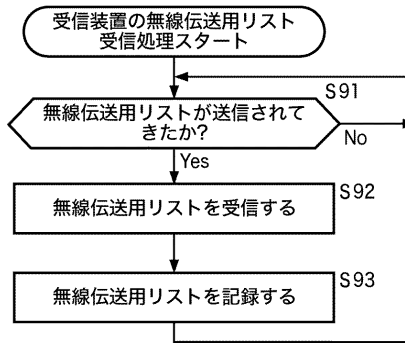 受信装置の無線伝送用リスト
受信処理スタート
S91
無線伝送用リストが送信されて
きたか?
No
Yes
S92
無線伝送用リストを受信する
S93
無線伝送用リストを記録する